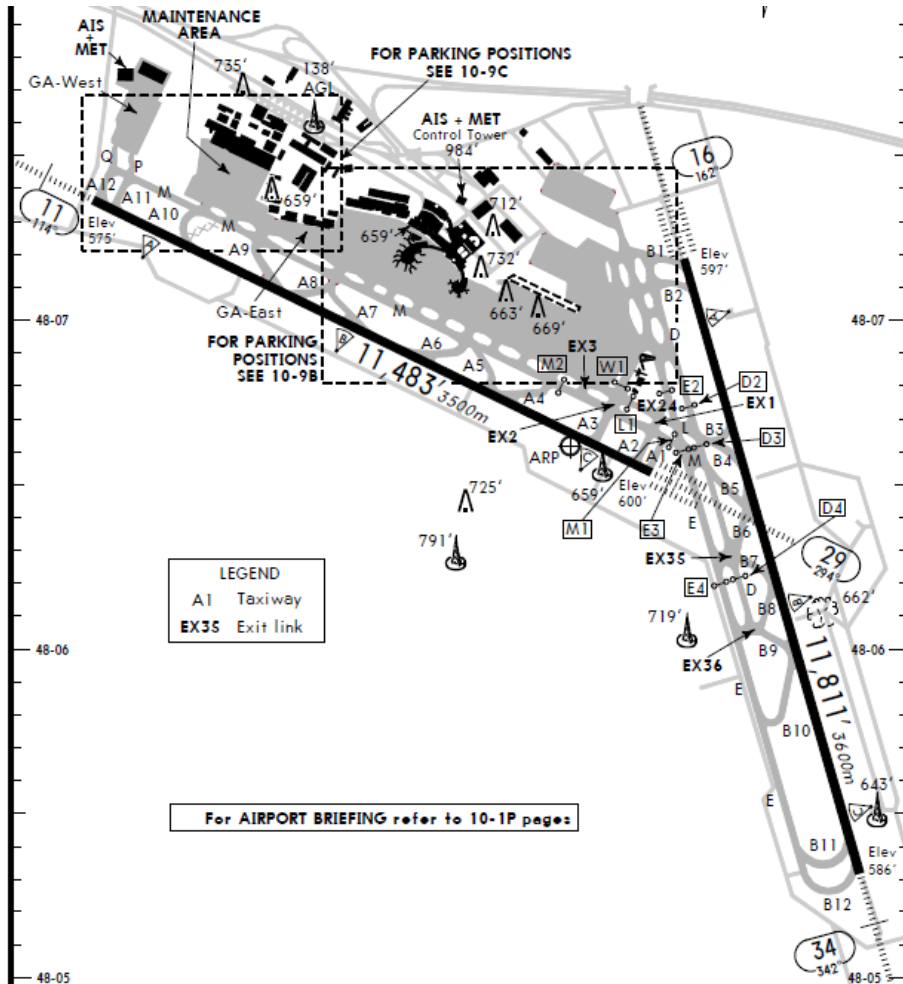 AIS
+
MET
MAINTENANCE
AREA
FOR PARKING POSITIONS
SEE 10-9C
735'
138'
AGL
GA-West
AIS + MET
Control Tower
984'
16
162°
Q
P
A12
A11
M
A10
659'
712'
11
114°
Elev
575'
M
A9
659'
732'
B1
Elev
597'
A
A8
B2
GA-East
663'
669'
D
A
48-07
A7
M
48-07
FOR PARKING
POSITIONS
SEE 10-9B
B
A6
EX3
11,483'
3500m
A5
M2
W1
E2
D2
A4
EX24
EX1
L1
EX2
A3
L
B3
D3
A2
A1
M
B4
ARP
C
659'
Elev
600'
B5
725'
E
D4
M1
E3
B6
791'
EX35
B7
29
294°
LEGEND
A1 Taxiway
EX35 Exit link
E4
D
B8
B
662'
719'
48-06
B9
48-06
EX36
11,811'
3600m
E
B10
643'
E
C
For AIRPORT BRIEFING refer to 10-1P pages
B11
Elev
586'
B12
34
342°
48-05
48-05